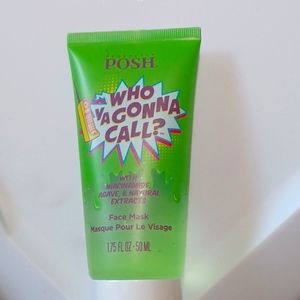 POSH
WHO
YA GONNA
CALL?
WITH
NIACINAMIDE,
AGAVE, & NATURAL
EXTRACTS
Face Mask
Masque Pour Le Visage
1.75 FL OZ • 50 ML